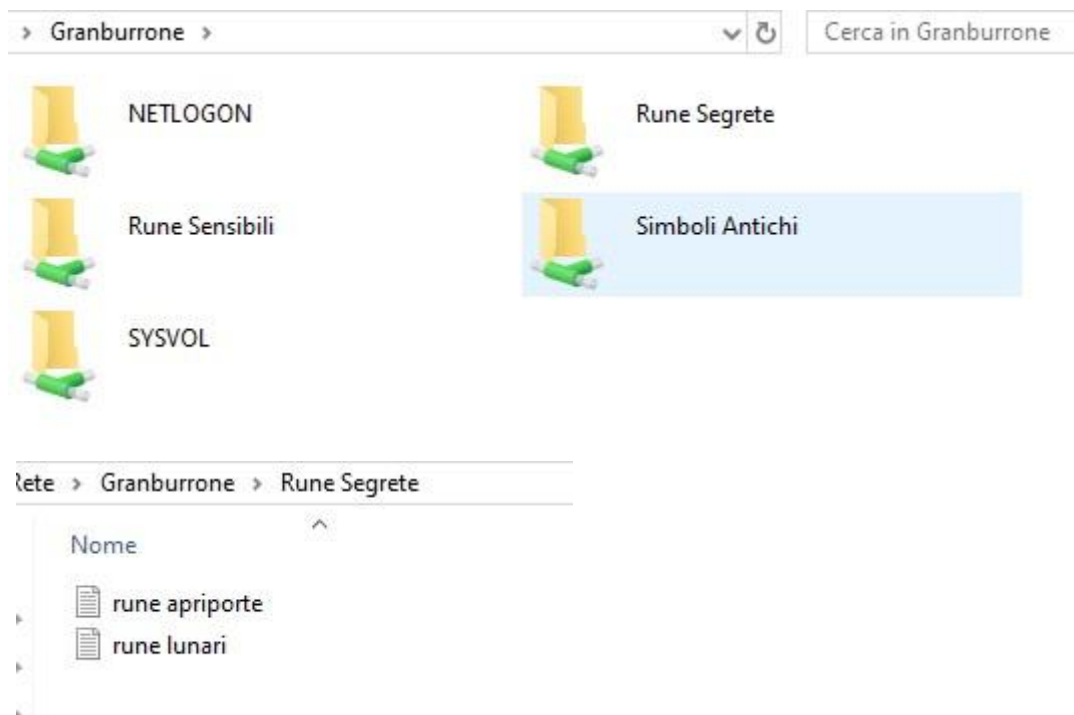 > Granburrone > Cerca in Granburrone
NETLOGON Rune Segrete
Rune Sensibili Simboli Antichi
SYSVOL
Rete > Granburrone > Rune Segrete
Nome
rune apriporte
rune lunari